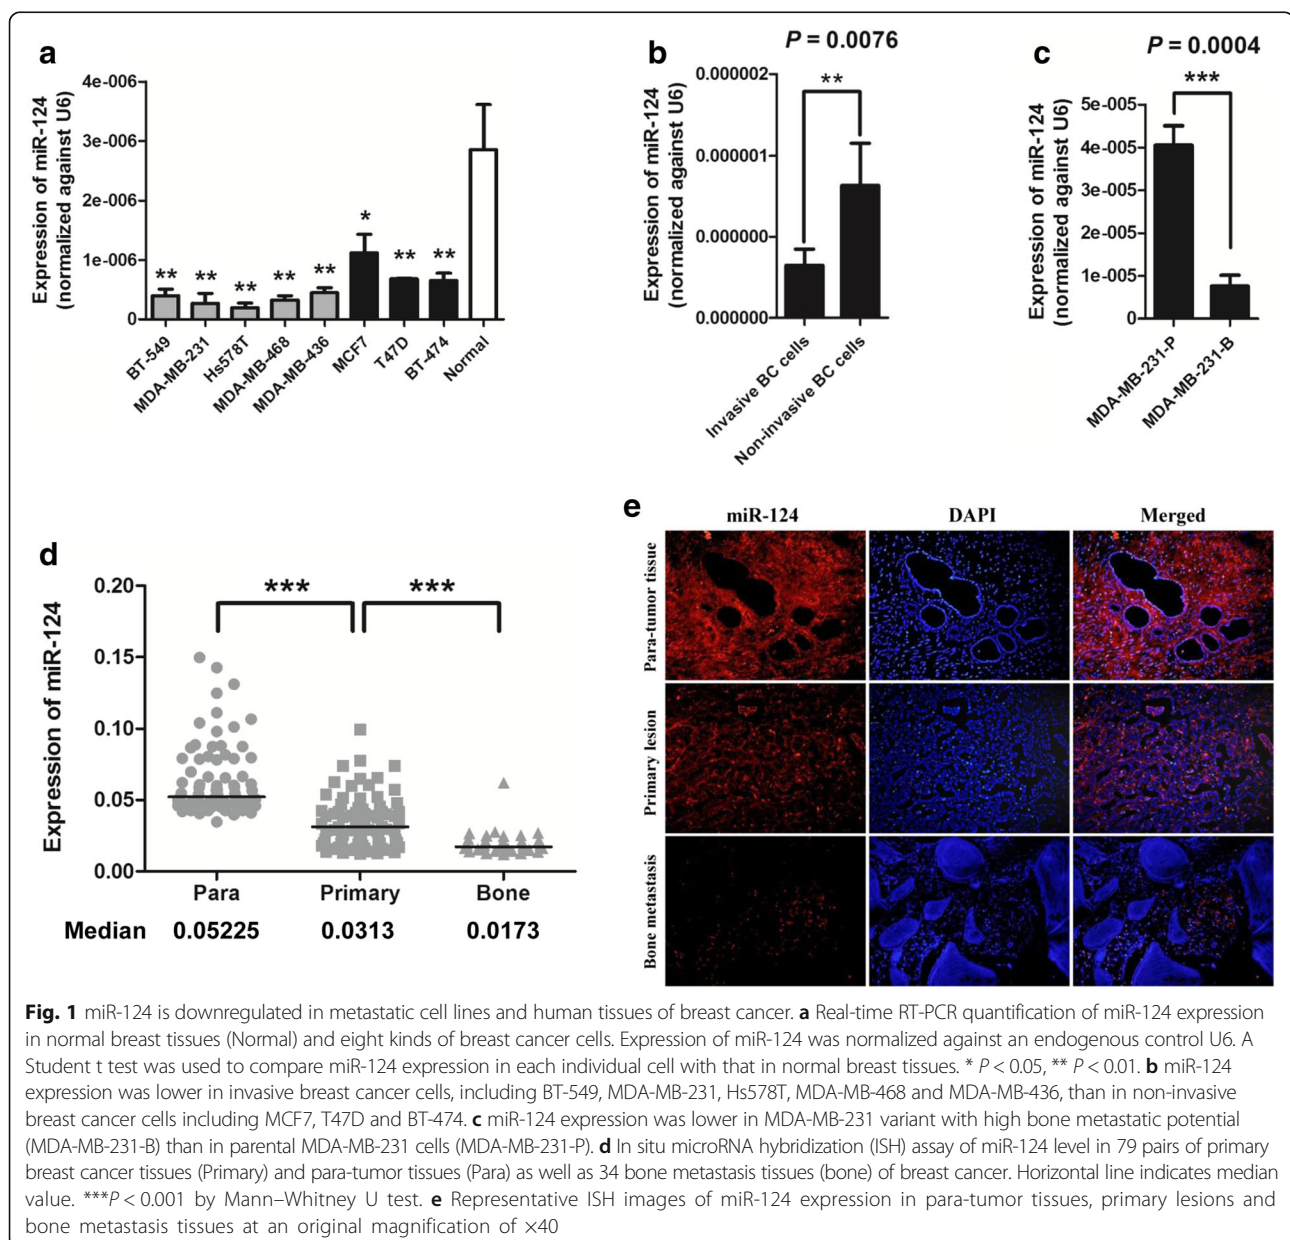 a
Expression of miR-124
(normalized against U6)
4e-006
3e-006
2e-006
1e-006
0
**
**
**
**
**
*
**
**
BT-549
MDA-MB-231
Hs578T
MDA-MB-468
MDA-MB-436
MCF7
T47D
BT-474
Normal
b
P = 0.0076
**
Expression of miR-124
(normalized against U6)
0.000002
0.000001
0.000000
0.000000
Invasive BC cells
Non-invasive BC cells
c
P = 0.0004
***
Expression of miR-124
(normalized against U6)
5e-005
4e-005
3e-005
2e-005
1e-005
0
MDA-MB-231-P
MDA-MB-231-B
d
Expression of miR-124
0.20
0.15
0.10
0.05
0.00
***
***
Para Primary Bone
Median 0.05225 0.0313 0.0173
e
miR-124 DAPI Merged
Para-tumor tissue
Primary lesion
Bone metastasis
Fig. 1 miR-124 is downregulated in metastatic cell lines and human tissues of breast cancer. a Real-time RT-PCR quantification of miR-124 expression
in normal breast tissues (Normal) and eight kinds of breast cancer cells. Expression of miR-124 was normalized against an endogenous control U6. A
Student t test was used to compare miR-124 expression in each individual cell with that in normal breast tissues. * P < 0.05, ** P < 0.01. b miR-124
expression was lower in invasive breast cancer cells, including BT-549, MDA-MB-231, Hs578T, MDA-MB-468 and MDA-MB-436, than in non-invasive
breast cancer cells including MCF7, T47D and BT-474. c miR-124 expression was lower in MDA-MB-231 variant with high bone metastatic potential
(MDA-MB-231-B) than in parental MDA-MB-231 cells (MDA-MB-231-P). d In situ microRNA hybridization (ISH) assay of miR-124 level in 79 pairs of primary
breast cancer tissues (Primary) and para-tumor tissues (Para) as well as 34 bone metastasis tissues (bone) of breast cancer. Horizontal line indicates median
value. ***P < 0.001 by Mann–Whitney U test. e Representative ISH images of miR-124 expression in para-tumor tissues, primary lesions and
bone metastasis tissues at an original magnification of ×40